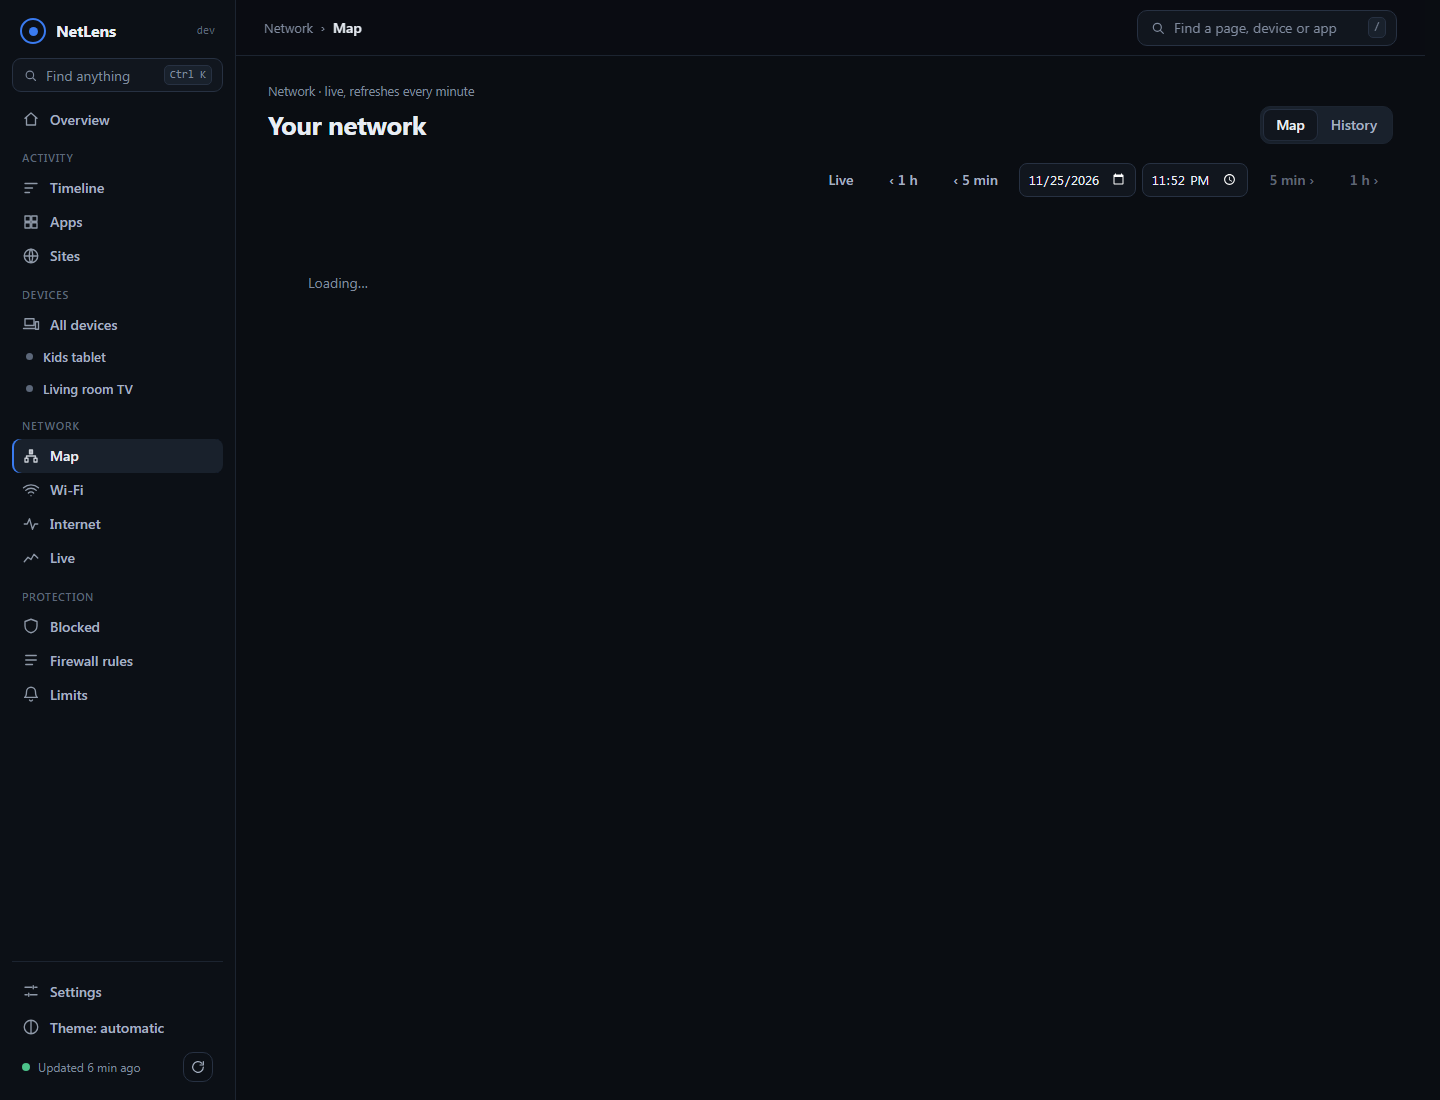 NetLens
dev
Find anything
Ctrl K
Overview
ACTIVITY
Timeline
Apps
Sites
DEVICES
All devices
Kids tablet
Living room TV
NETWORK
Map
Wi-Fi
Internet
Live
PROTECTION
Blocked
Firewall rules
Limits
Settings
Theme: automatic
Updated 6 min ago
Network › Map
Find a page, device or app
/
Network · live, refreshes every minute
Your network
Map
History
Live
‹ 1 h
‹ 5 min
11/25/2026
11:52 PM
5 min ›
1 h ›
Loading...